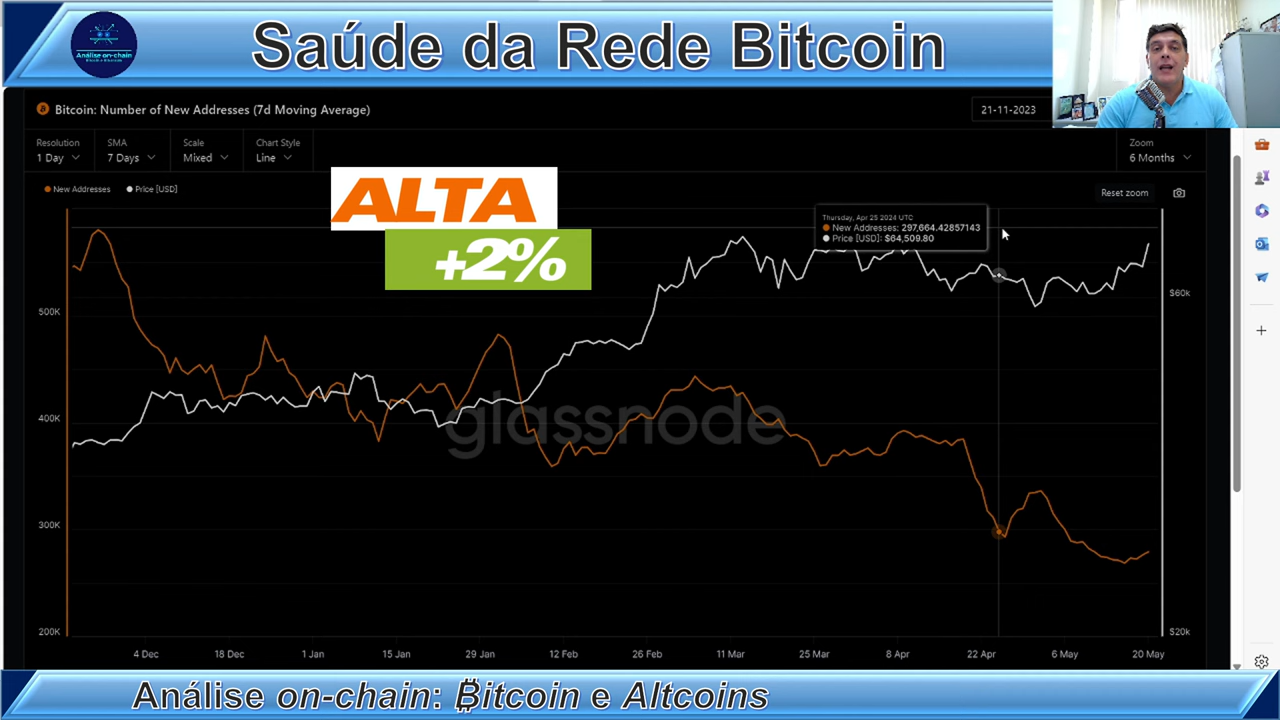 Análise on-chain
Saúde da Rede Bitcoin
Bitcoin: Number of New Addresses (7d Moving Average)
21-11-2023
Resolution
1 Day
SMA
7 Days
Scale
Mixed
Chart Style
Line
Zoom
6 Months
New Addresses
Price [USD]
Reset zoom
ALTA
+2%
Thursday, Apr 25 2024 UTC
New Addresses: 297,664.42857143
Price [USD]: $64,509.80
500K
400K
300K
200K
$60k
$20k
glassnode
4 Dec
18 Dec
1 Jan
15 Jan
29 Jan
12 Feb
26 Feb
11 Mar
25 Mar
8 Apr
22 Apr
6 May
20 May
Análise on-chain: ₿itcoin e Altcoins